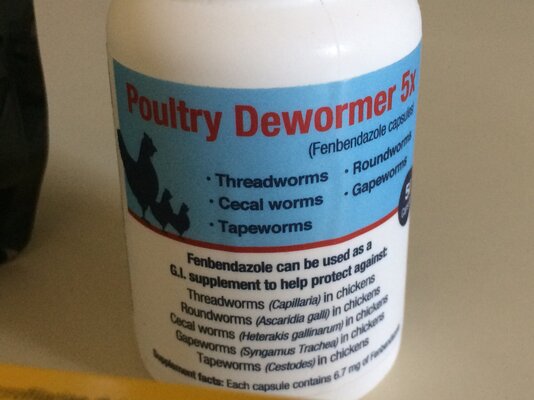 Poultry Dewormer 5x
(Fenbendazole capsules)
· Threadworms
· Cecal worms
· Tapeworms
· Roundworms
· Gapeworms
Fenbendazole can be used as a
G.I. supplement to help protect against:
Threadworms (Capillaria) in chickens
Roundworms (Ascaridia galli) in chickens
Cecal worms (Heterakis gallinarum) in chickens
Gapeworms (Syngamus Trachea) in chickens
Tapeworms (Cestodes) in chickens
Supplement facts: Each capsule contains 6.7 mg of Fenbendazole